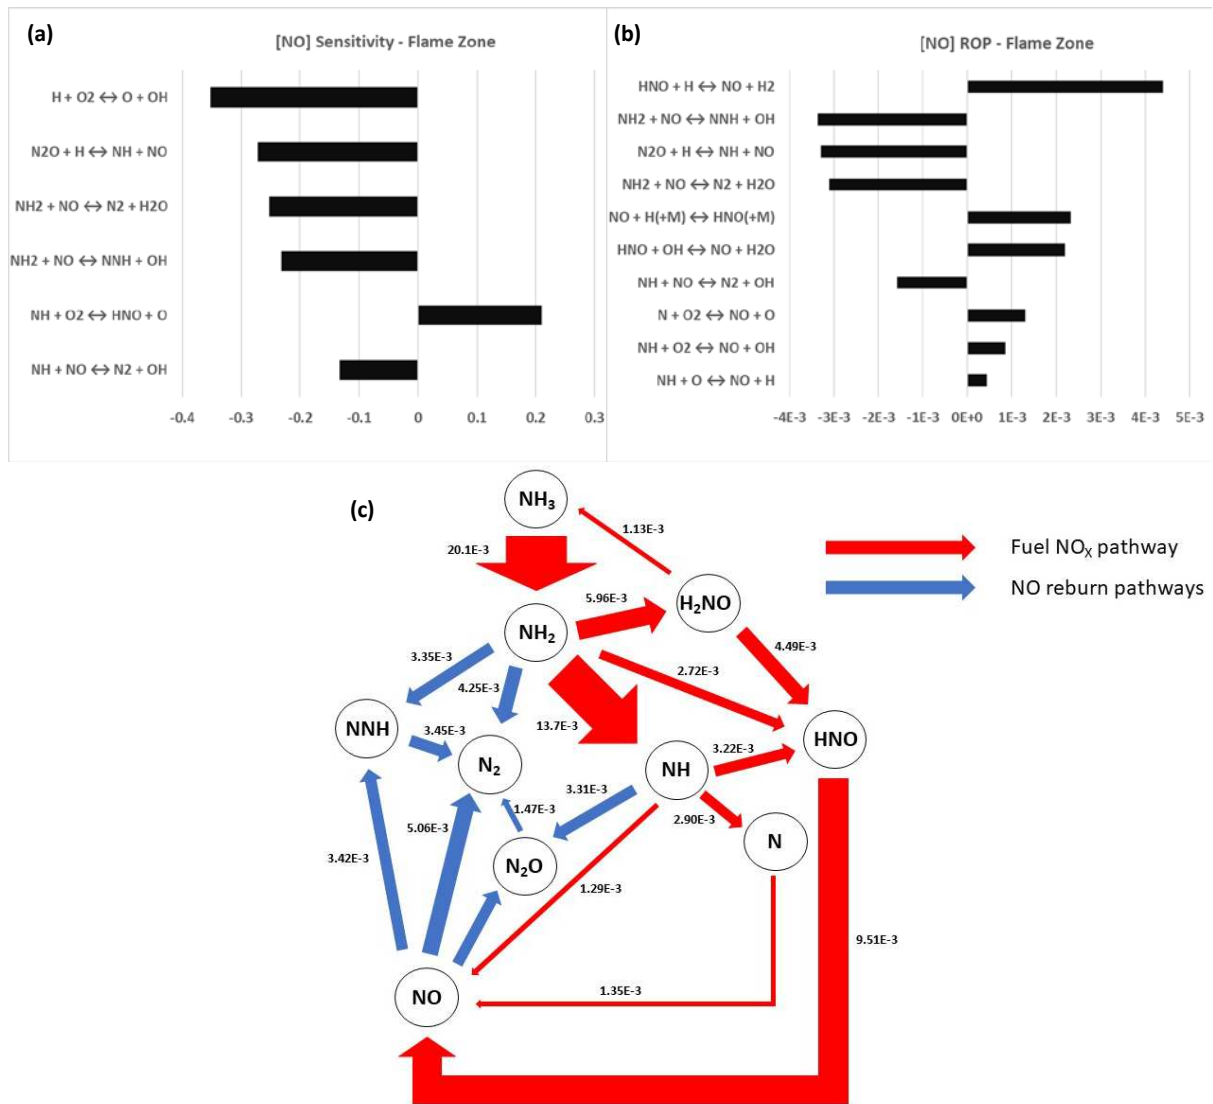 (a)
[NO] Sensitivity - Flame Zone
H + O2 ↔ O + OH
N2O + H ↔ NH + NO
NH2 + NO ↔ N2 + H2O
NH2 + NO ↔ NNH + OH
NH + O2 ↔ HNO + O
NH + NO ↔ N2 + OH
-0.4 -0.3 -0.2 -0.1 0 0.1 0.2 0.3
(b)
[NO] ROP - Flame Zone
HNO + H ↔ NO + H2
NH2 + NO ↔ NNH + OH
N2O + H ↔ NH + NO
NH2 + NO ↔ N2 + H2O
NO + H(+M) ↔ HNO(+M)
HNO + OH ↔ NO + H2O
NH + NO ↔ N2 + OH
N + O2 ↔ NO + O
NH + O2 ↔ NO + OH
NH + O ↔ NO + H
-4E-3 -3E-3 -2E-3 -1E-3 0E+0 1E-3 2E-3 3E-3 4E-3 5E-3
(c)
NH₃
1.13E-3
20.1E-3
Fuel NOₓ pathway
NO reburn pathways
5.96E-3
H₂NO
NH₂
4.49E-3
3.35E-3
2.72E-3
4.25E-3
13.7E-3
NNH
3.45E-3
HNO
3.22E-3
N₂
NH
3.31E-3
1.47E-3
2.90E-3
5.06E-3
N
3.42E-3
N₂O
1.29E-3
9.51E-3
NO
1.35E-3